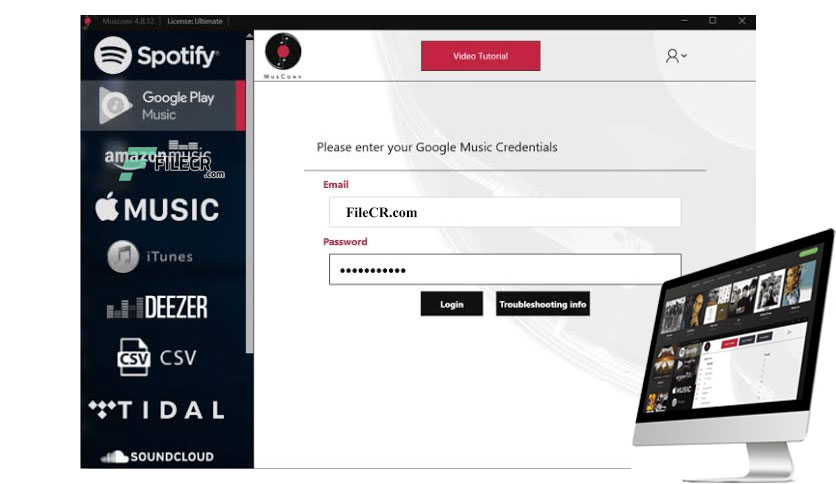 Musconv 4.8.12 | License: Ultimate
Spotify
MusConv
Video Tutorial
Google Play
Music
amazon music
FILECR
.com
Please enter your Google Music Credentials
Email
FileCR.com
MUSIC
Password
iTunes
•••••••••••
Login
Troubleshooting info
DEEZER
CSV
CSV
TIDAL
SOUNDCLOUD